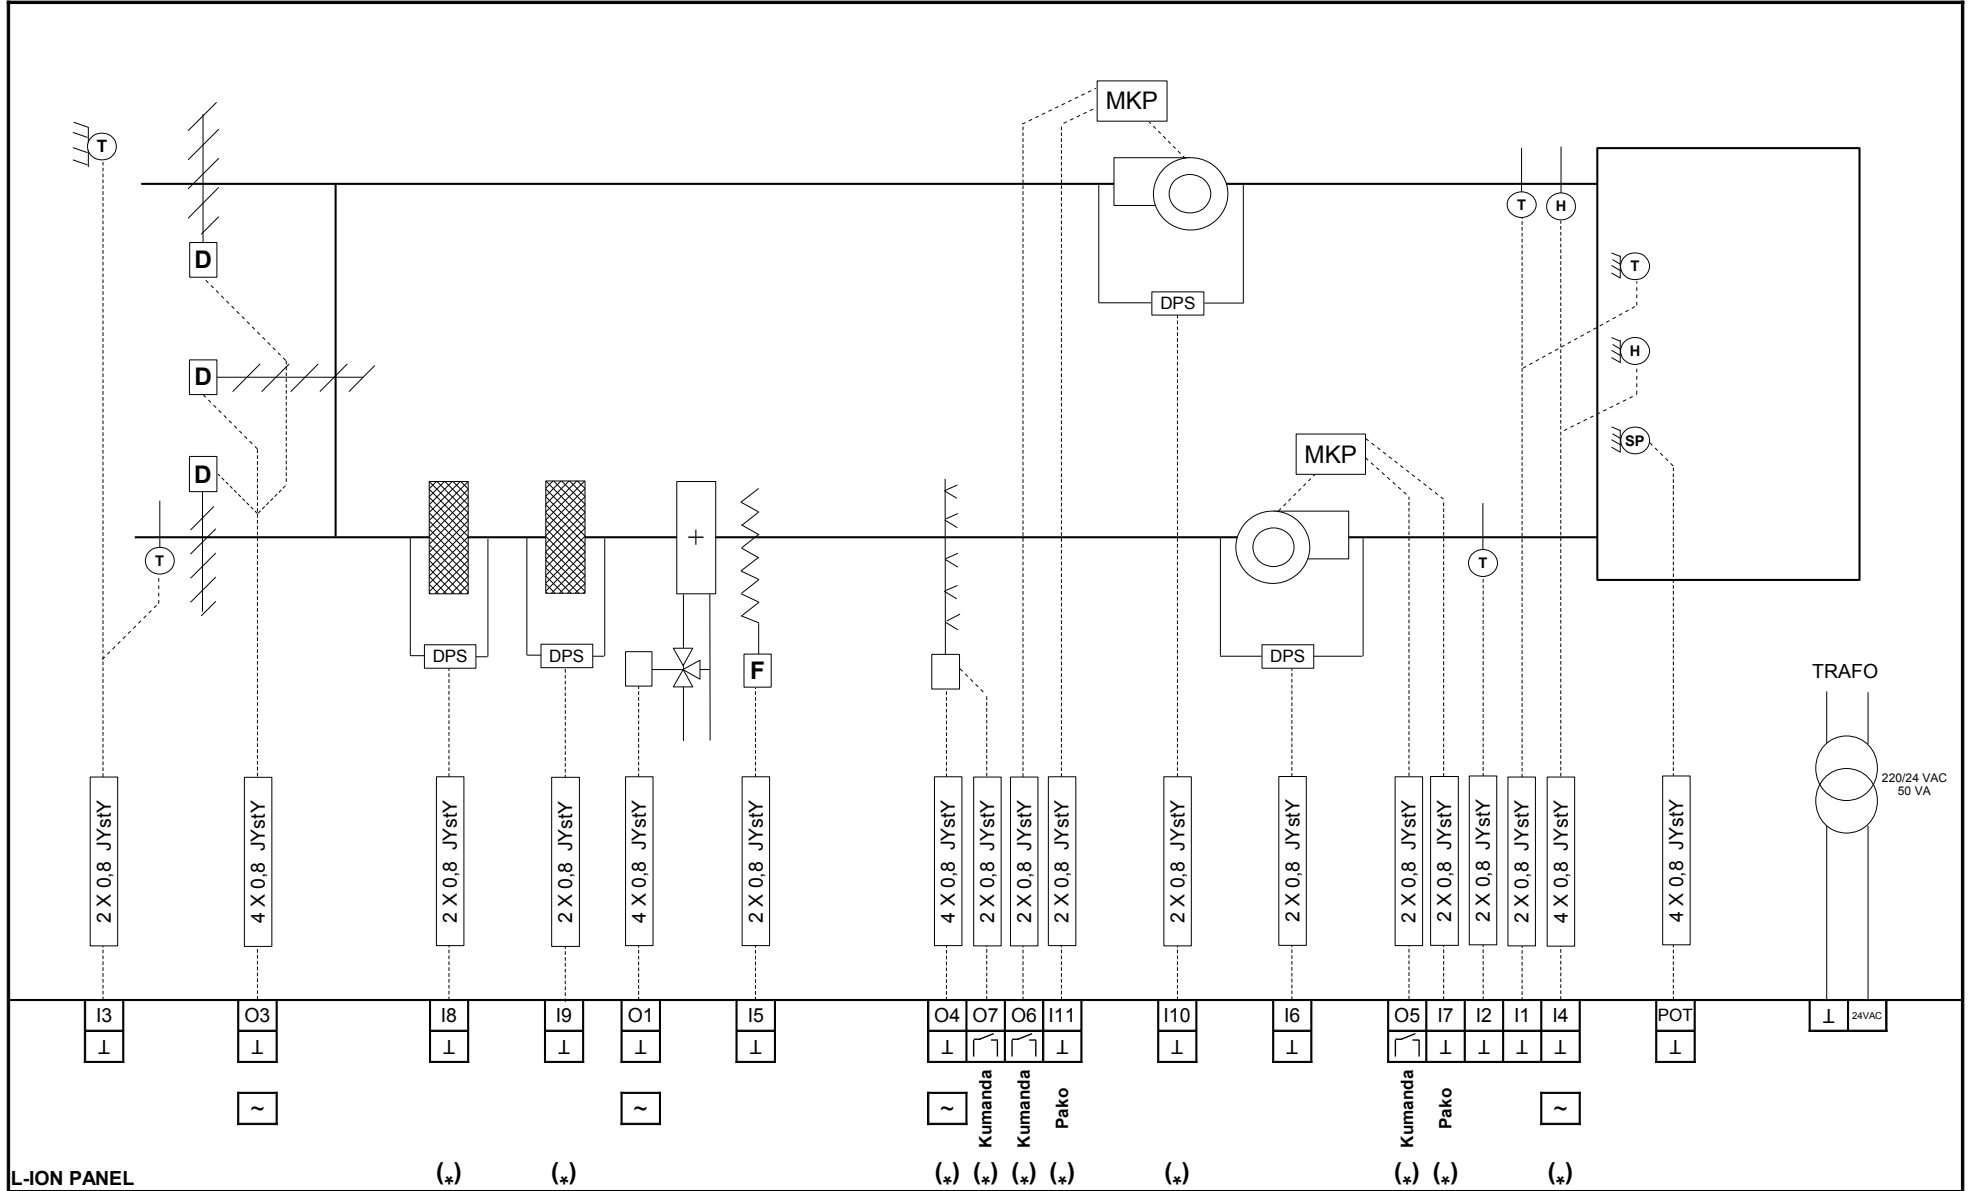 MKP
T
T
H
D
T
DPS
H
D
SP
MKP
D
T
T
DPS
DPS
F
DPS
TRAFO
220/24 VAC
50 VA
+
2 X 0,8 JYstY
4 X 0,8 JYstY
2 X 0,8 JYstY
2 X 0,8 JYstY
4 X 0,8 JYstY
2 X 0,8 JYstY
4 X 0,8 JYstY
2 X 0,8 JYstY
2 X 0,8 JYstY
2 X 0,8 JYstY
2 X 0,8 JYstY
2 X 0,8 JYstY
2 X 0,8 JYstY
2 X 0,8 JYstY
2 X 0,8 JYstY
2 X 0,8 JYstY
4 X 0,8 JYstY
4 X 0,8 JYstY
I3 O3 I8 I9 O1 I5 O4 O7 O6 I11 I10 I6 O5 I7 I2 I1 I4 POT ⊥ 24VAC
⊥ ⊥ ⊥ ⊥ ⊥ ⊥ ⊥ ⊥ ⊥ ⊥ ⊥ ⊥ ⊥ ⊥ ⊥
~ ~ ~ ~
Kumanda
Kumanda
Pako
Kumanda
Pako
L-ION PANEL (*) (*) (*) (*) (*) (*) (*) (*) (*) (*)